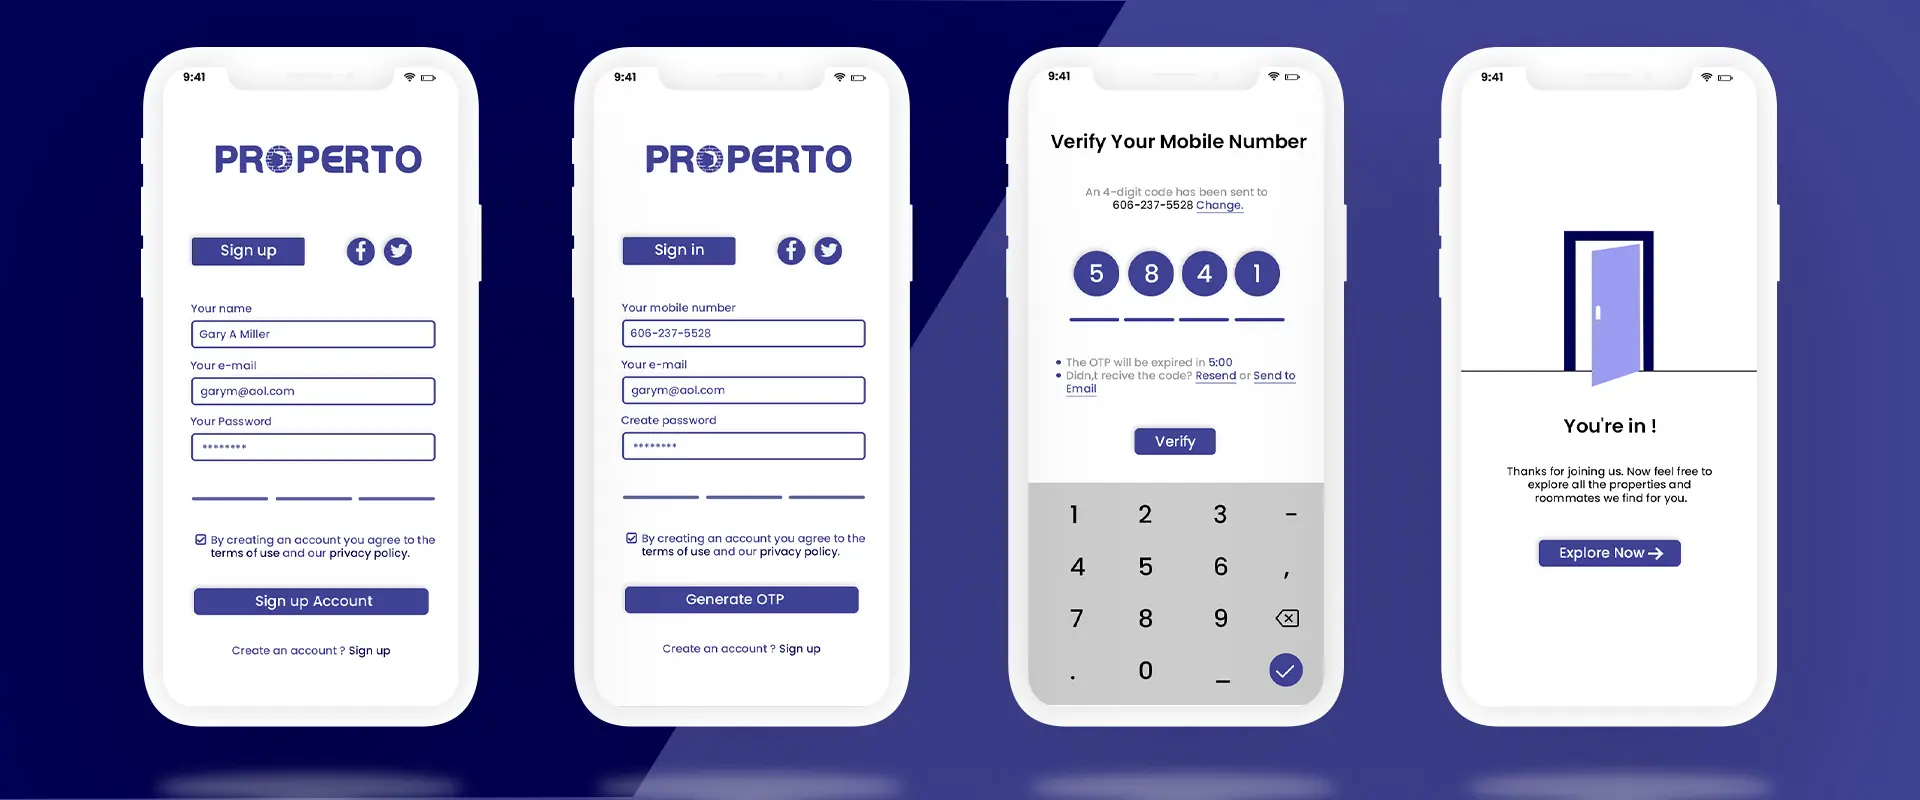 9:41
PROPERTO
Sign up
Your name
Gary A Miller
Your e-mail
garym@aol.com
Your Password
********
By creating an account you agree to the
terms of use and our privacy policy.
Sign up Account
Create an account ? Sign up
9:41
PROPERTO
Sign in
Your mobile number
606-237-5528
Your e-mail
garym@aol.com
Create password
********
By creating an account you agree to the
terms of use and our privacy policy.
Generate OTP
Create an account ? Sign up
9:41
Verify Your Mobile Number
An 4-digit code has been sent to
606-237-5528 Change.
5 8 4 1
The OTP will be expired in 5:00
Didn,t recive the code? Resend or Send to
Email
Verify
1 2 3 -
4 5 6 ,
7 8 9
. 0 _
9:41
You're in !
Thanks for joining us. Now feel free to
explore all the properties and
roommates we find for you.
Explore Now